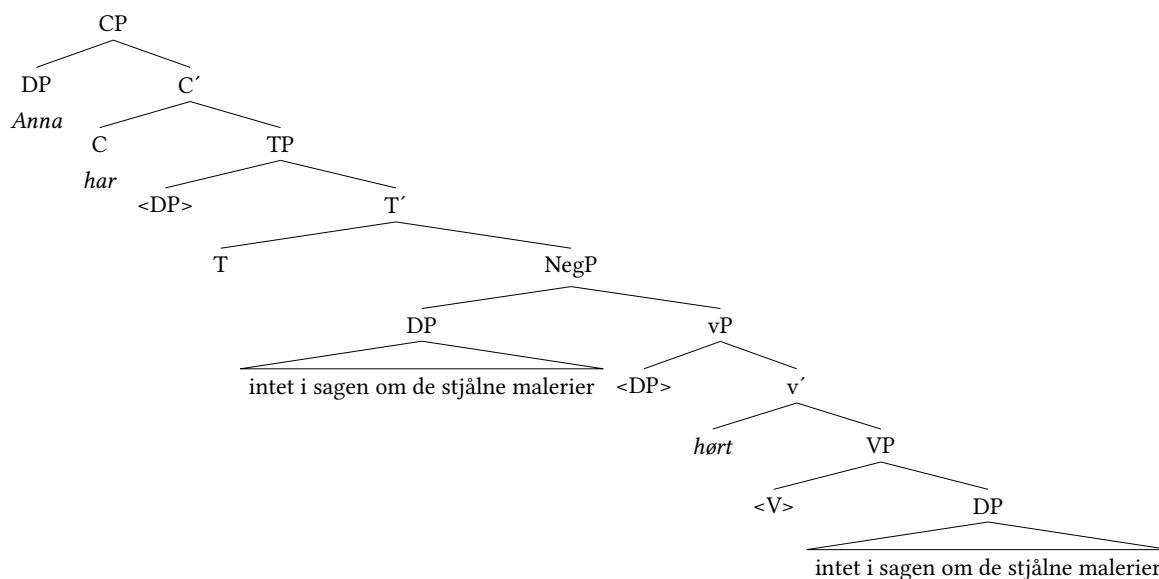 CP
DP C´
Anna
C TP
har
<DP> T´
T NegP
DP vP
intet i sagen om de stjålne malerier <DP> v´
hørt VP
<V> DP
intet i sagen om de stjålne malerier